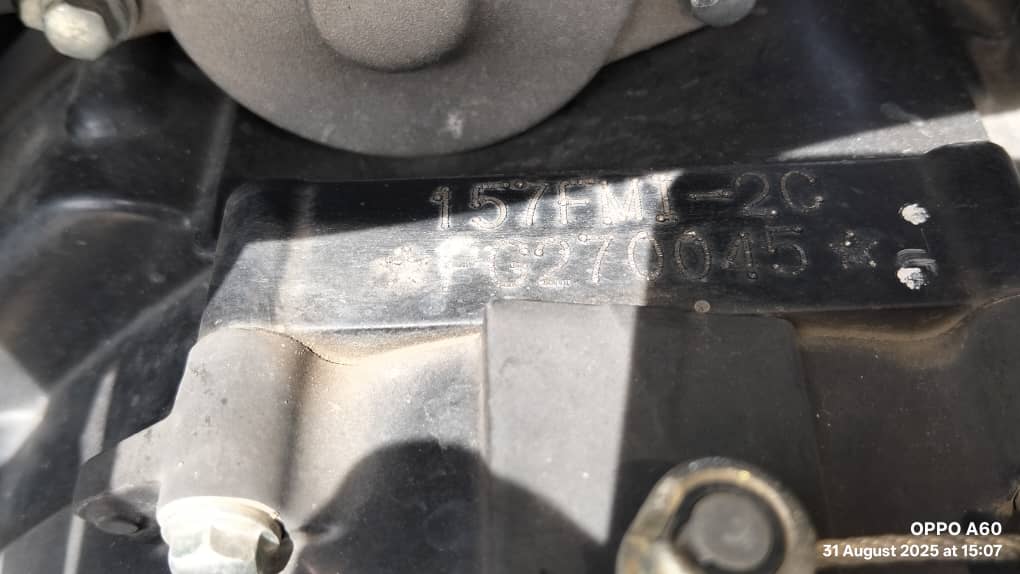 157FMI-2C
*FG270045*
OPPO A60
31 August 2025 at 15:07